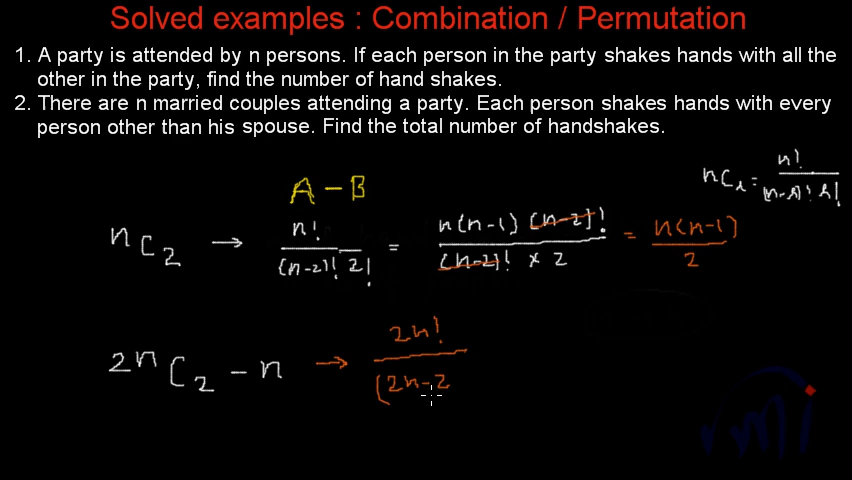 Solved examples : Combination / Permutation
1. A party is attended by n persons. If each person in the party shakes hands with all the
other in the party, find the number of hand shakes.
2. There are n married couples attending a party. Each person shakes hands with every
person other than his spouse. Find the total number of handshakes.
nCr = n! / (n-r)! r!
A - B
nC2 → n! / (n-2)! 2! = n(n-1) (n-2)! / (n-2)! × 2 = n(n-1) / 2
2nC2 - n → 2n! / (2n-2
rmi